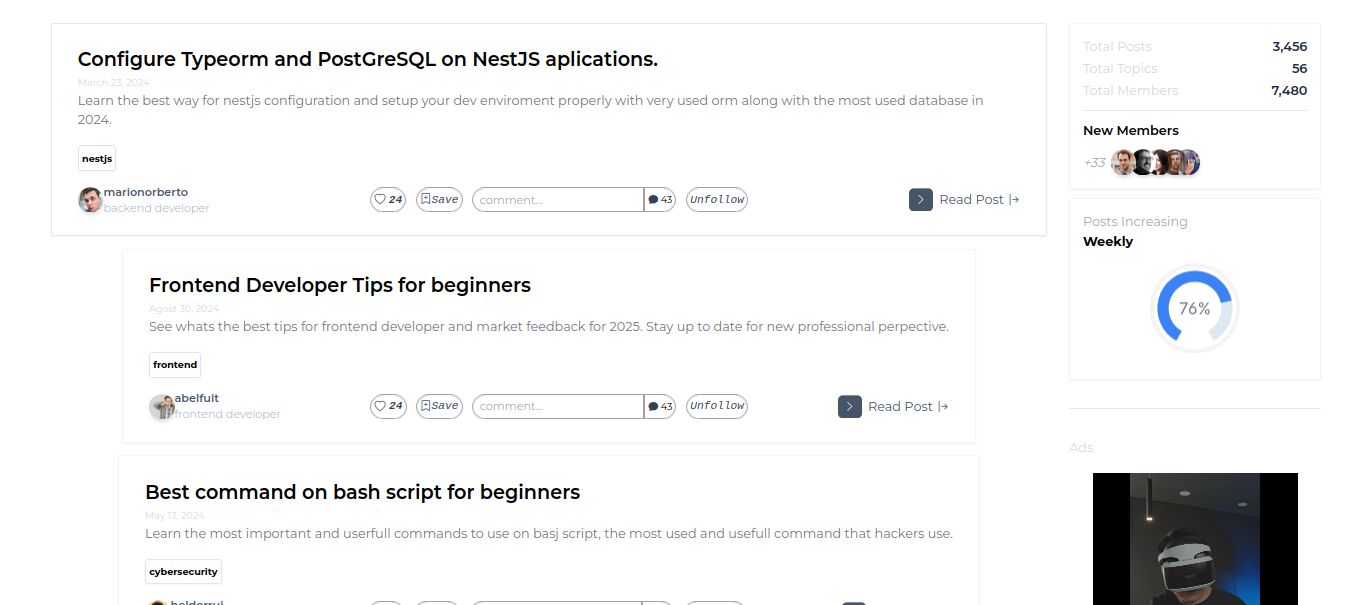 Configure Typeorm and PostGreSQL on NestJS aplications.
March 23, 2024
Learn the best way for nestjs configuration and setup your dev enviroment properly with very used orm along with the most used database in
2024.
nestjs
marionorberto
backend developer
24
Save
comment...
43
Unfollow
Read Post
Frontend Developer Tips for beginners
Agost 30, 2024
See whats the best tips for frontend developer and market feedback for 2025. Stay up to date for new professional perpective.
frontend
abelfuit
frontend developer
24
Save
comment...
43
Unfollow
Read Post
Best command on bash script for beginners
May 13, 2024
Learn the most important and userfull commands to use on basj script, the most used and usefull command that hackers use.
cybersecurity
Total Posts 3,456
Total Topics 56
Total Members 7,480
New Members
+33
Posts Increasing
Weekly
76%
Ads